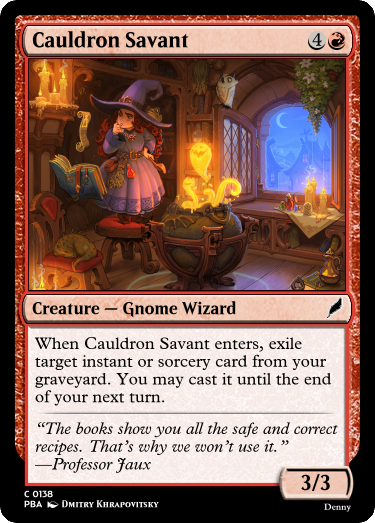 Cauldron Savant 4
Creature — Gnome Wizard
When Cauldron Savant enters, exile
target instant or sorcery card from your
graveyard. You may cast it until the end
of your next turn.
“The books show you all the safe and correct
recipes. That’s why we won’t use it.”
—Professor Jaux
3/3
C 0138
PBA Dmitry Khrapovitsky
Denny